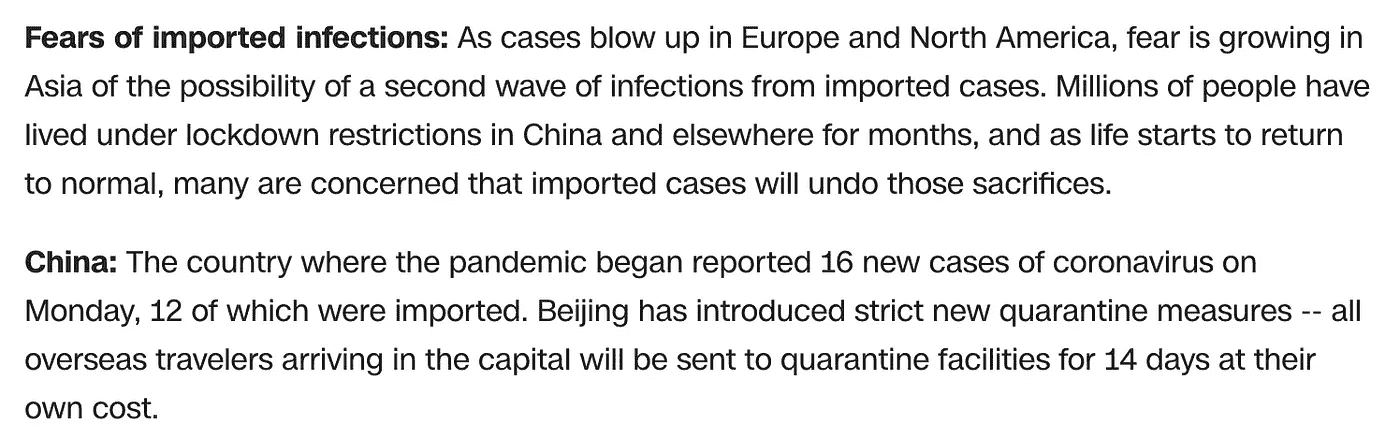 Fears of imported infections: As cases blow up in Europe and North America, fear is growing in
Asia of the possibility of a second wave of infections from imported cases. Millions of people have
lived under lockdown restrictions in China and elsewhere for months, and as life starts to return
to normal, many are concerned that imported cases will undo those sacrifices.
China: The country where the pandemic began reported 16 new cases of coronavirus on
Monday, 12 of which were imported. Beijing has introduced strict new quarantine measures -- all
overseas travelers arriving in the capital will be sent to quarantine facilities for 14 days at their
own cost.